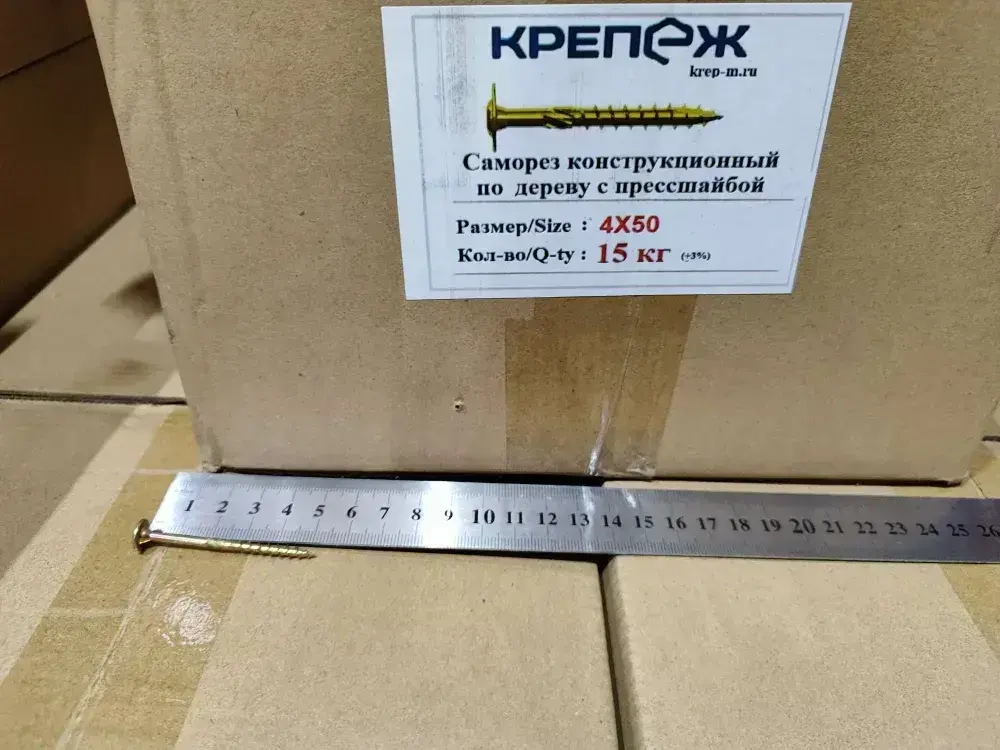 КРЕПЕЖ
krep-m.ru
Саморез конструкционный
по дереву с прессшайбой
Размер/Size : 4X50
Кол-во/Q-ty : 15 кг (±3%)
1 2 3 4 5 6 7 8 9 10 11 12 13 14 15 16 17 18 19 20 21 22 23 24 25 26